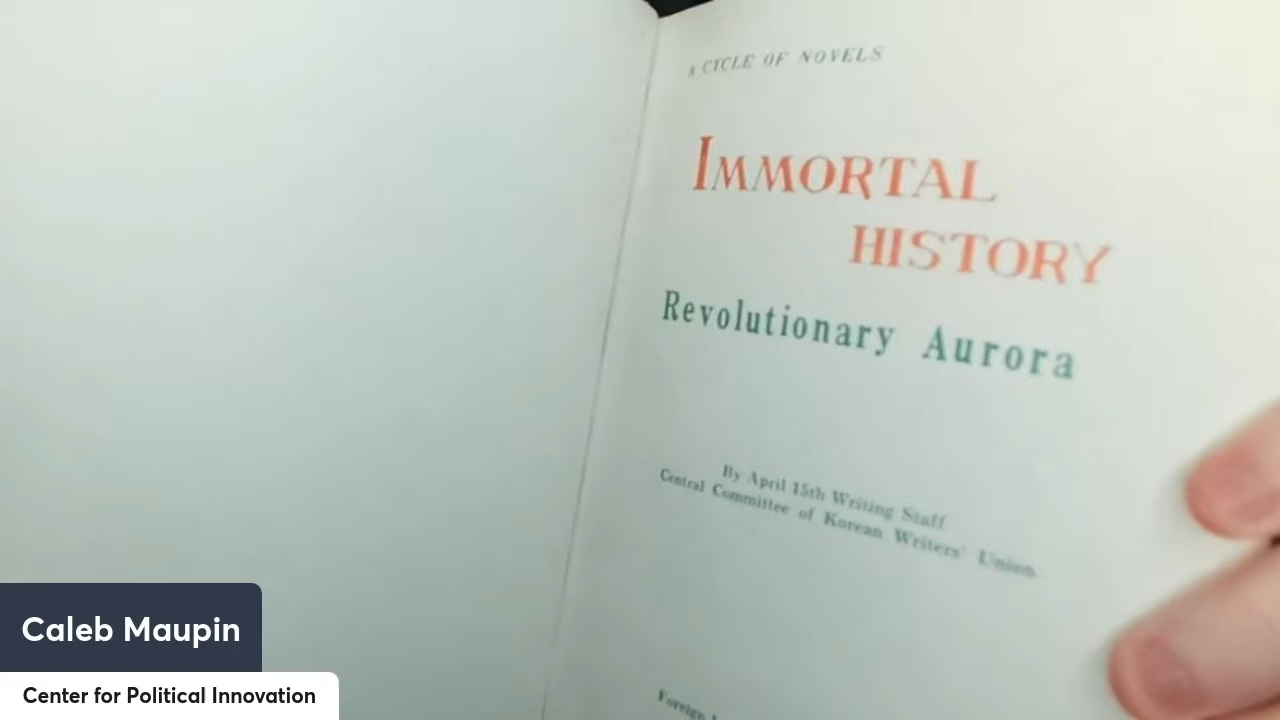 A CYCLE OF NOVELS
IMMORTAL
HISTORY
Revolutionary Aurora
By April 15th Writing Staff
Central Committee of Korean Writers' Union
Foreign
Caleb Maupin
Center for Political Innovation